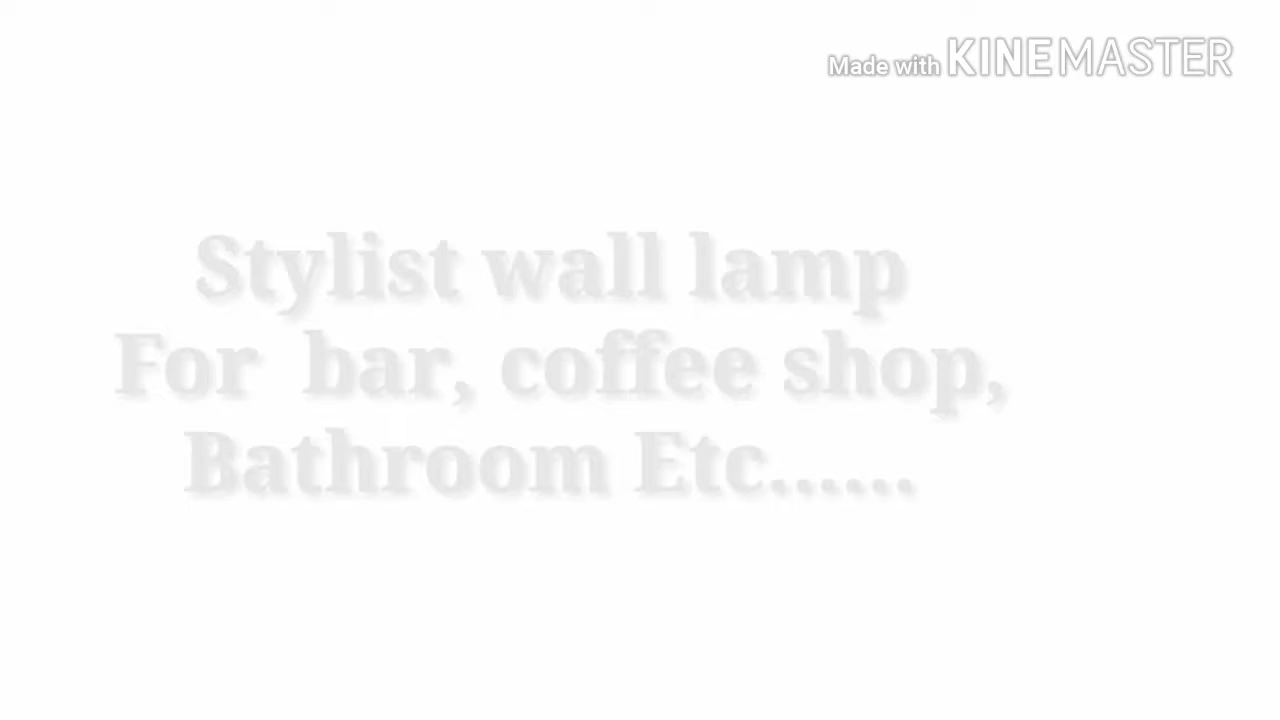 Made with KINEMASTER
Stylist wall lamp
For bar, coffee shop,
Bathroom Etc......